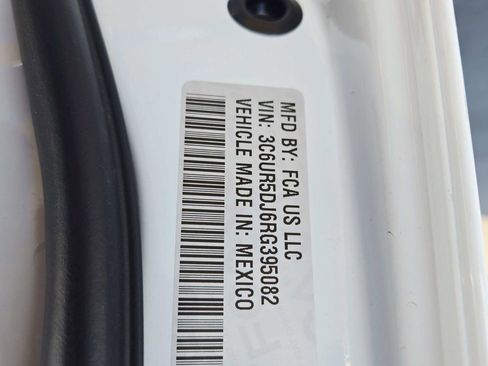 MFD BY: FCA US LLC
VIN: 3C6UR5DJ6RG395082
VEHICLE MADE IN: MEXICO